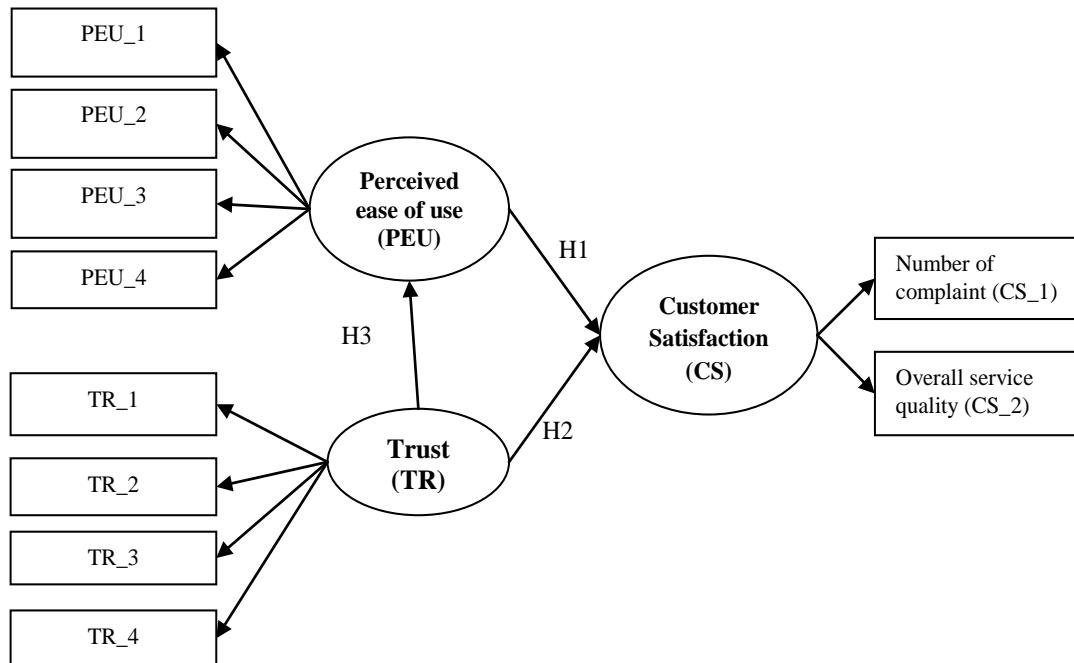 PEU_1
PEU_2
PEU_3
PEU_4
Perceived
ease of use
(PEU)
H1
H3
Customer
Satisfaction
(CS)
Number of
complaint (CS_1)
Overall service
quality (CS_2)
H2
Trust
(TR)
TR_1
TR_2
TR_3
TR_4